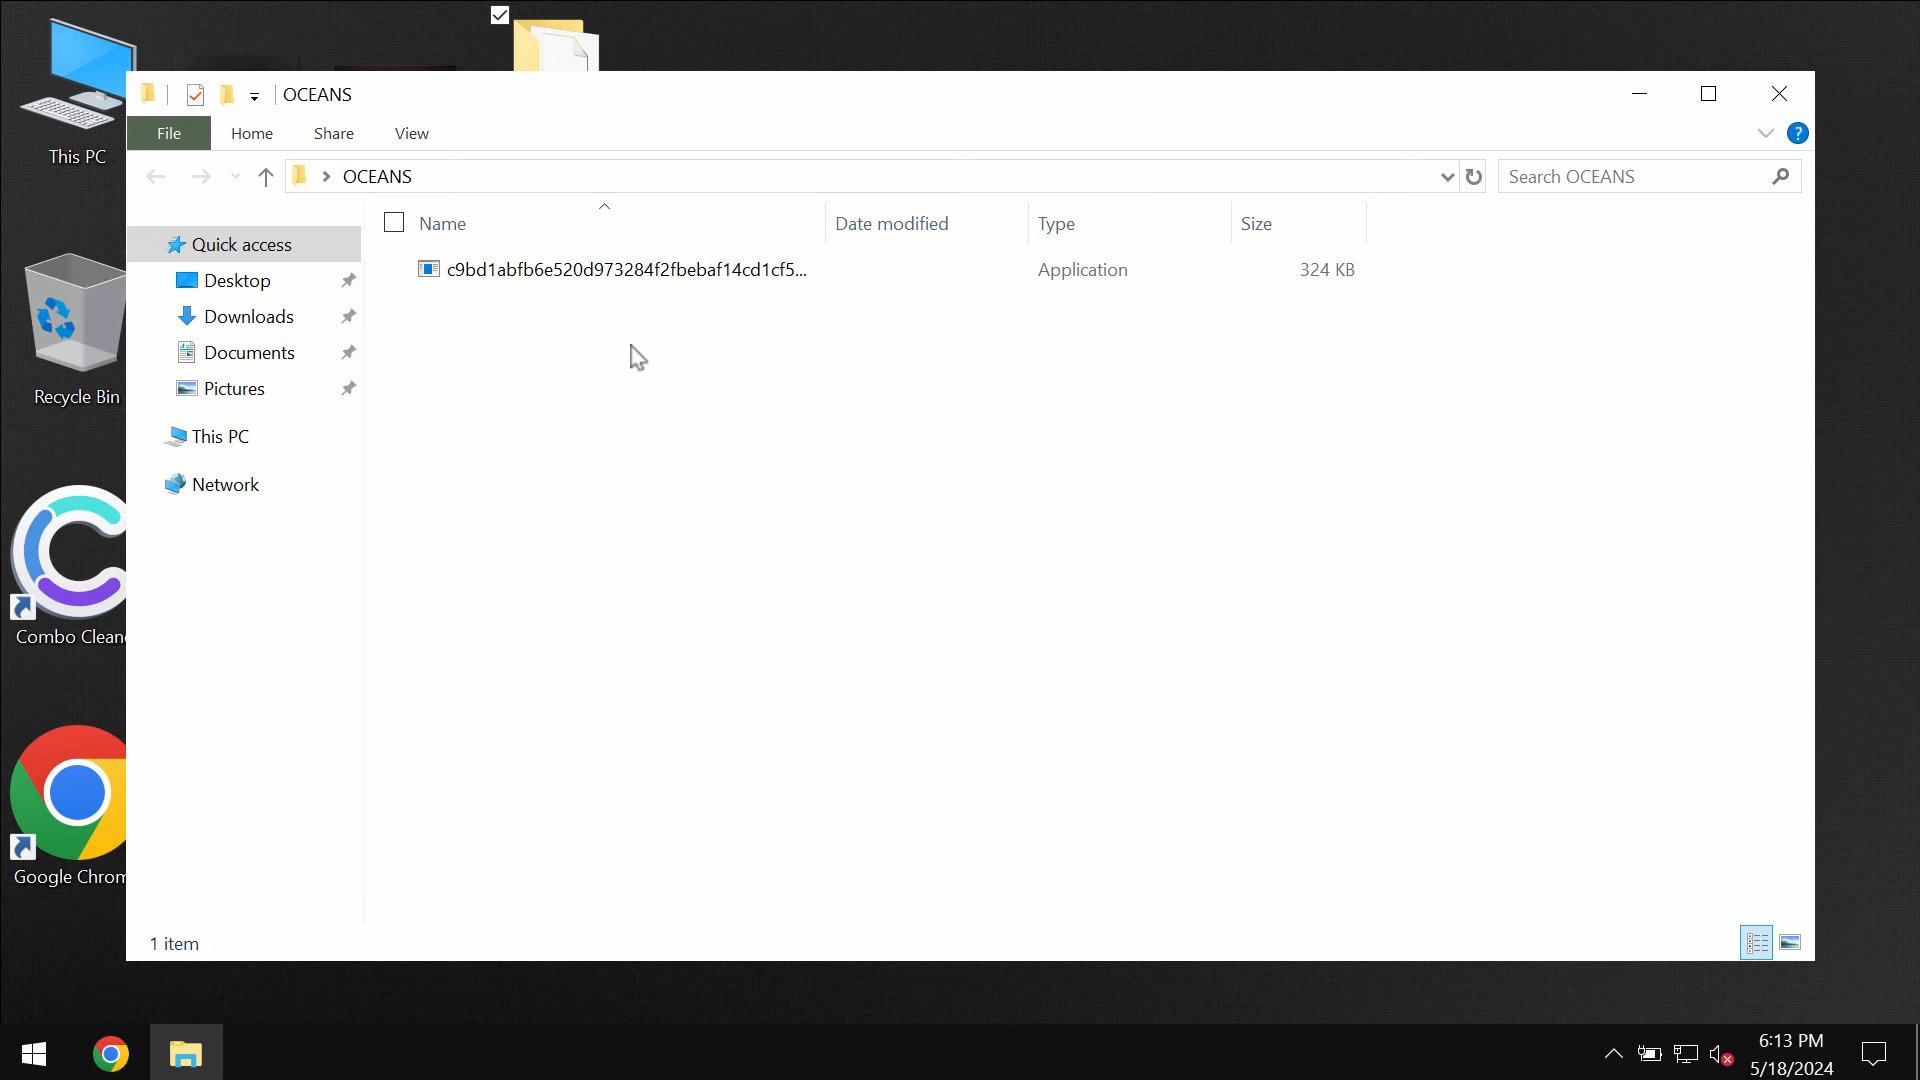 This PC
Recycle Bin
Combo Cleane
Google Chrom
OCEANS
File
Home
Share
View
OCEANS
Search OCEANS
Quick access
Desktop
Downloads
Documents
Pictures
This PC
Network
Name
Date modified
Type
Size
c9bd1abfb6e520d973284f2fbebaf14cd1cf5...
Application
324 KB
1 item
6:13 PM
5/18/2024